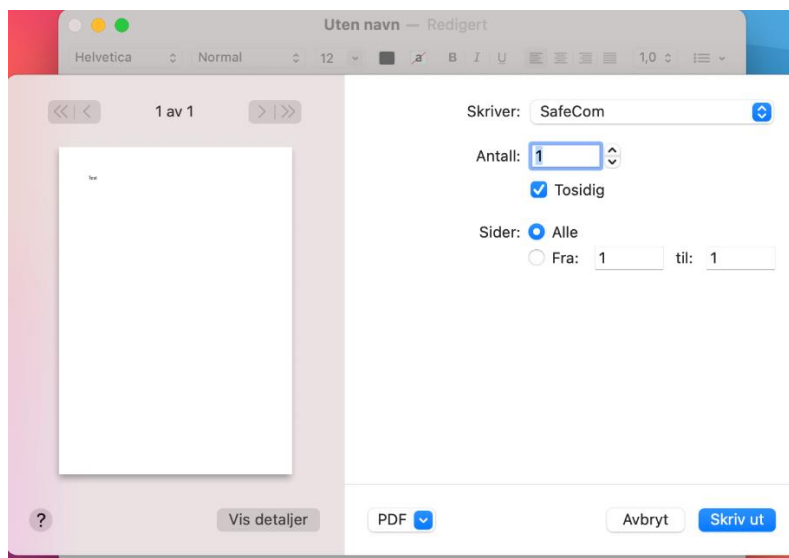 Uten navn — Redigert
Helvetica Normal 12 a B I U 1,0
<< < 1 av 1 > >>
Skriver: SafeCom
Antall: 1
Tosidig
Sider: Alle
Fra: 1 til: 1
Test
? Vis detaljer PDF Avbryt Skriv ut